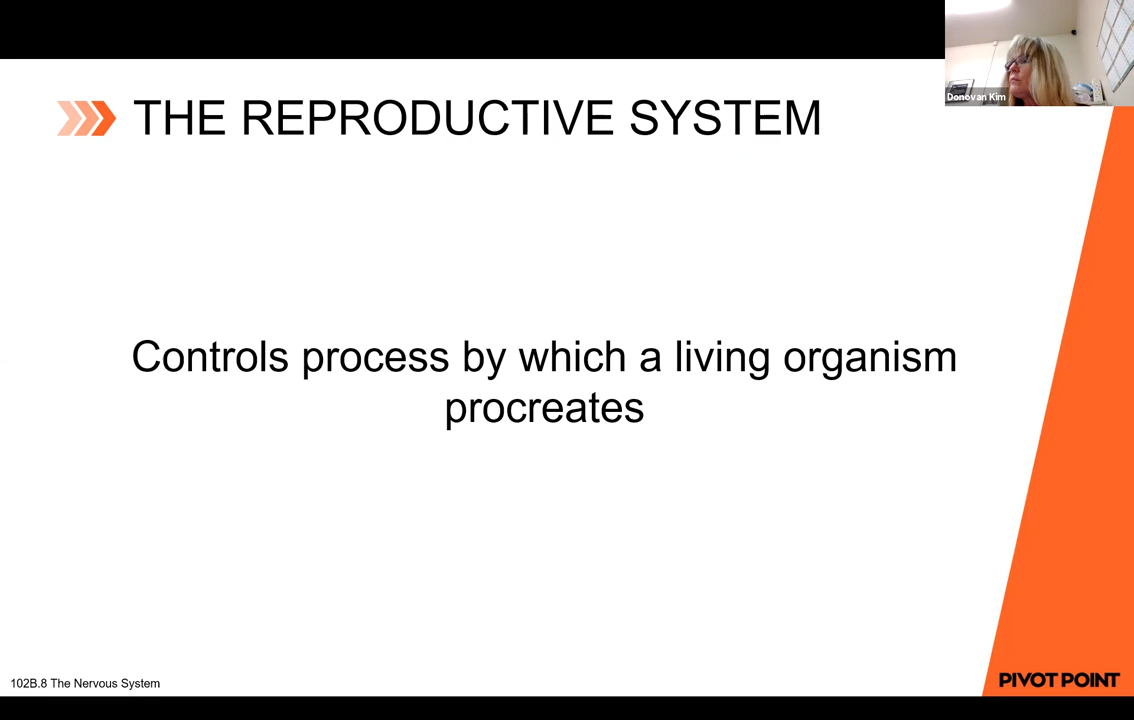 Donovan Kim
THE REPRODUCTIVE SYSTEM
Controls process by which a living organism
procreates
102B.8 The Nervous System
PIVOT POINT